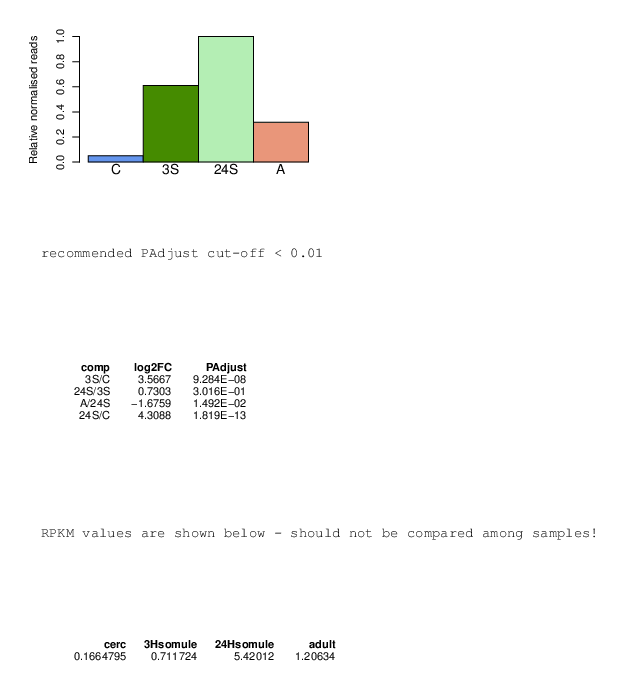 Relative normalised reads
1.0
0.8
0.6
0.4
0.2
0.0
C 3S 24S A
recommended PAdjust cut-off < 0.01
comp log2FC PAdjust
3S/C 3.5667 9.284E−08
24S/3S 0.7303 3.016E−01
A/24S −1.6759 1.492E−02
24S/C 4.3088 1.819E−13
RPKM values are shown below - should not be compared among samples!
cerc 3Hsomule 24Hsomule adult
0.1664795 0.711724 5.42012 1.20634